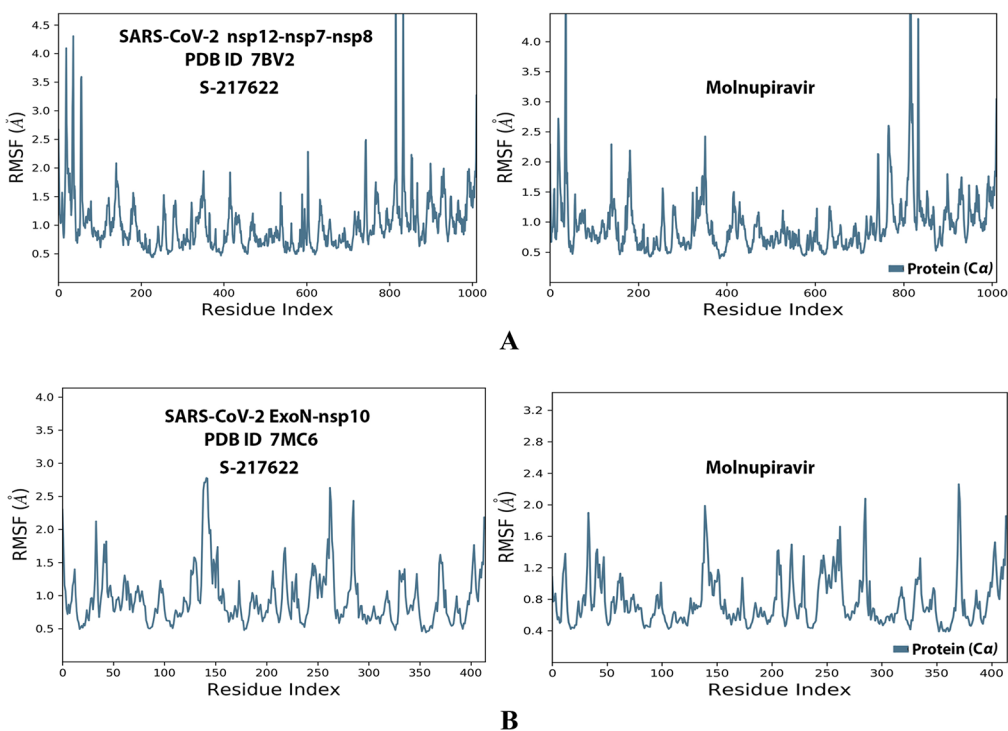 4.5
4.0
3.5
3.0
2.5
2.0
1.5
1.0
0.5
RMSF (Å)
SARS-CoV-2 nsp12-nsp7-nsp8
PDB ID 7BV2
S-217622
0 200 400 600 800 1000
Residue Index
4.0
3.5
3.0
2.5
2.0
1.5
1.0
0.5
RMSF (Å)
Molnupiravir
Protein (Cα)
0 200 400 600 800 1000
Residue Index
A
4.0
3.5
3.0
2.5
2.0
1.5
1.0
0.5
RMSF (Å)
SARS-CoV-2 ExoN-nsp10
PDB ID 7MC6
S-217622
0 50 100 150 200 250 300 350 400
Residue Index
3.2
2.8
2.4
2.0
1.6
1.2
0.8
0.4
RMSF (Å)
Molnupiravir
Protein (Cα)
0 50 100 150 200 250 300 350 400
Residue Index
B